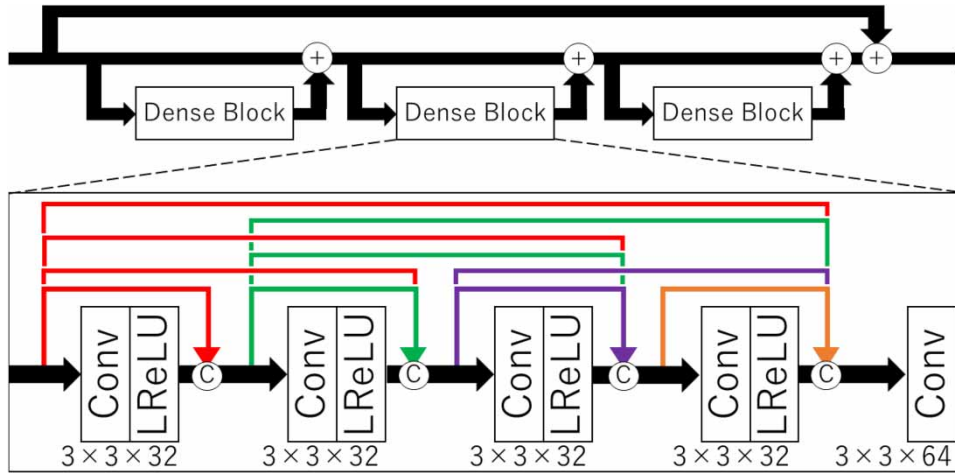 + + + +
Dense Block Dense Block Dense Block
Conv LReLU C Conv LReLU C Conv LReLU C Conv LReLU C Conv
3 × 3 × 32 3 × 3 × 32 3 × 3 × 32 3 × 3 × 32 3 × 3 × 64